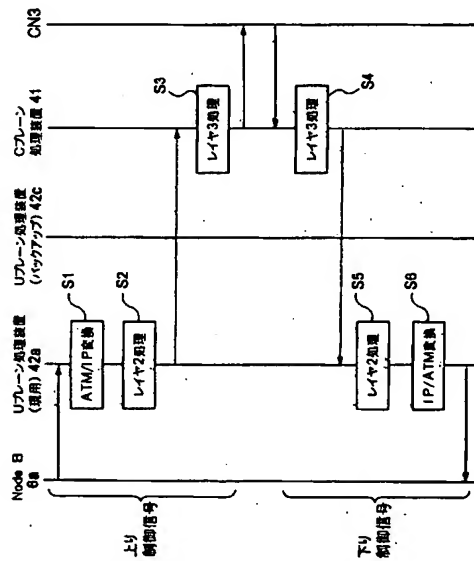 Node B
6a
Uプレーン処理装置
(現用) 42a
Uプレーン処理装置
(バックアップ) 42c
Cプレーン
処理装置 41
CN3
S1
ATM/IP変換
S2
レイヤ2処理
S3
レイヤ3処理
上り
制御信号
S4
レイヤ3処理
S5
レイヤ2処理
S6
IP/ATM変換
下り
制御信号